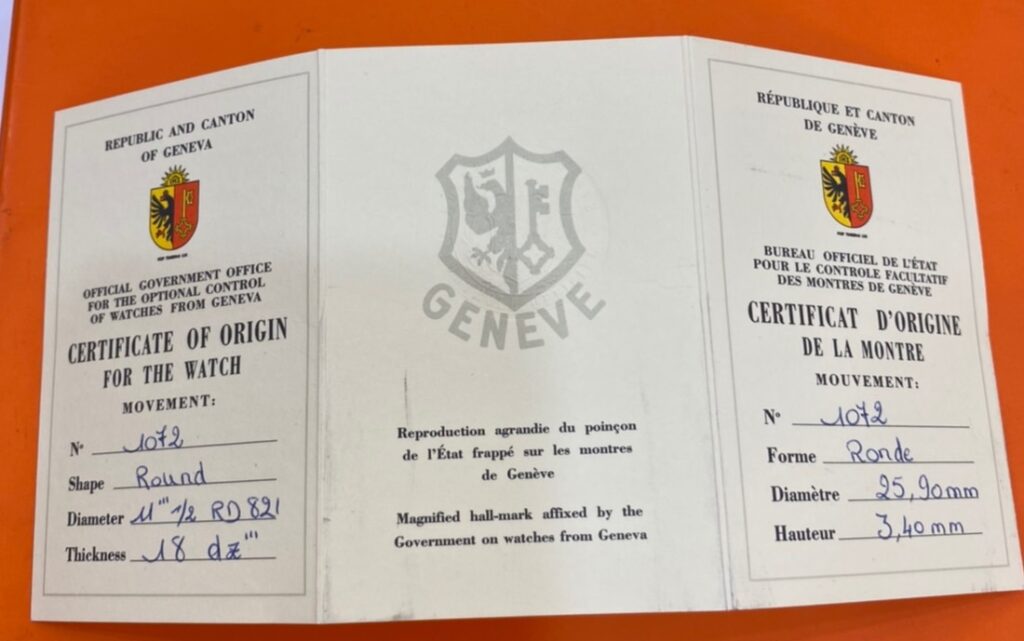 REPUBLIC AND CANTON
OF GENEVA
OFFICIAL GOVERNMENT OFFICE
FOR THE OPTIONAL CONTROL
OF WATCHES FROM GENEVA
CERTIFICATE OF ORIGIN
FOR THE WATCH
MOVEMENT:
Nº 1072
Shape Round
Diameter 11''' 1/2 RD 821
Thickness 18 dz'''
GENEVE
Reproduction agrandie du poinçon
de l'État frappé sur les montres
de Genève
Magnified hall-mark affixed by the
Government on watches from Geneva
RÉPUBLIQUE ET CANTON
DE GENÈVE
BUREAU OFFICIEL DE L'ÉTAT
POUR LE CONTROLE FACULTATIF
DES MONTRES DE GENÈVE
CERTIFICAT D'ORIGINE
DE LA MONTRE
MOUVEMENT:
Nº 1072
Forme Ronde
Diamètre 25,90mm
Hauteur 3,40mm